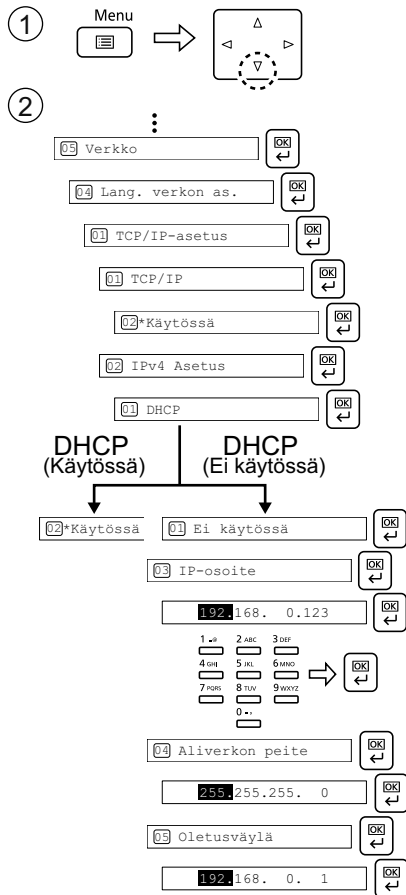 1
Menu
2
05 Verkko OK
04 Lang. verkon as. OK
01 TCP/IP-asetus OK
01 TCP/IP OK
02*Käytössä OK
02 IPv4 Asetus OK
01 DHCP OK
DHCP DHCP
(Käytössä) (Ei käytössä)
02*Käytössä 01 Ei käytössä OK
03 IP-osoite OK
192.168. 0.123 OK
1 .@ 2 ABC 3 DEF
4 GHI 5 JKL 6 MNO OK
7 PQRS 8 TUV 9 WXYZ
0
04 Aliverkon peite OK
255.255.255. 0 OK
05 Oletusväylä OK
192.168. 0. 1 OK